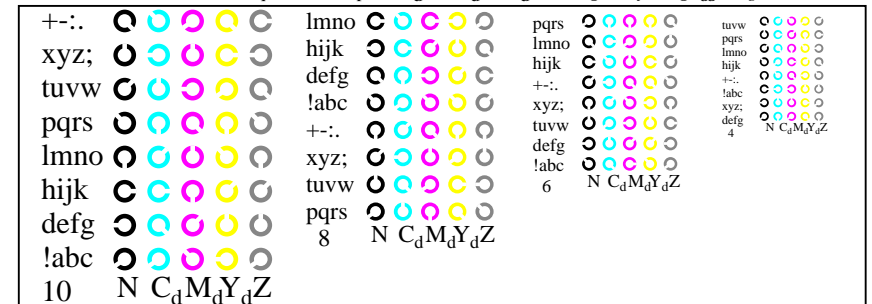 +-:.
xyz;
tuvw
pqrs
lmno
hijk
defg
!abc
10 N CdMdYdZ
lmno
hijk
defg
!abc
+-:.
xyz;
tuvw
pqrs
8 N CdMdYdZ
pqrs
lmno
hijk
+-:.
xyz;
tuvw
defg
!abc
6 N CdMdYdZ
tuvw
pqrs
lmno
hijk
+-:.
!abc
xyz;
defg
4 N CdMdYdZ